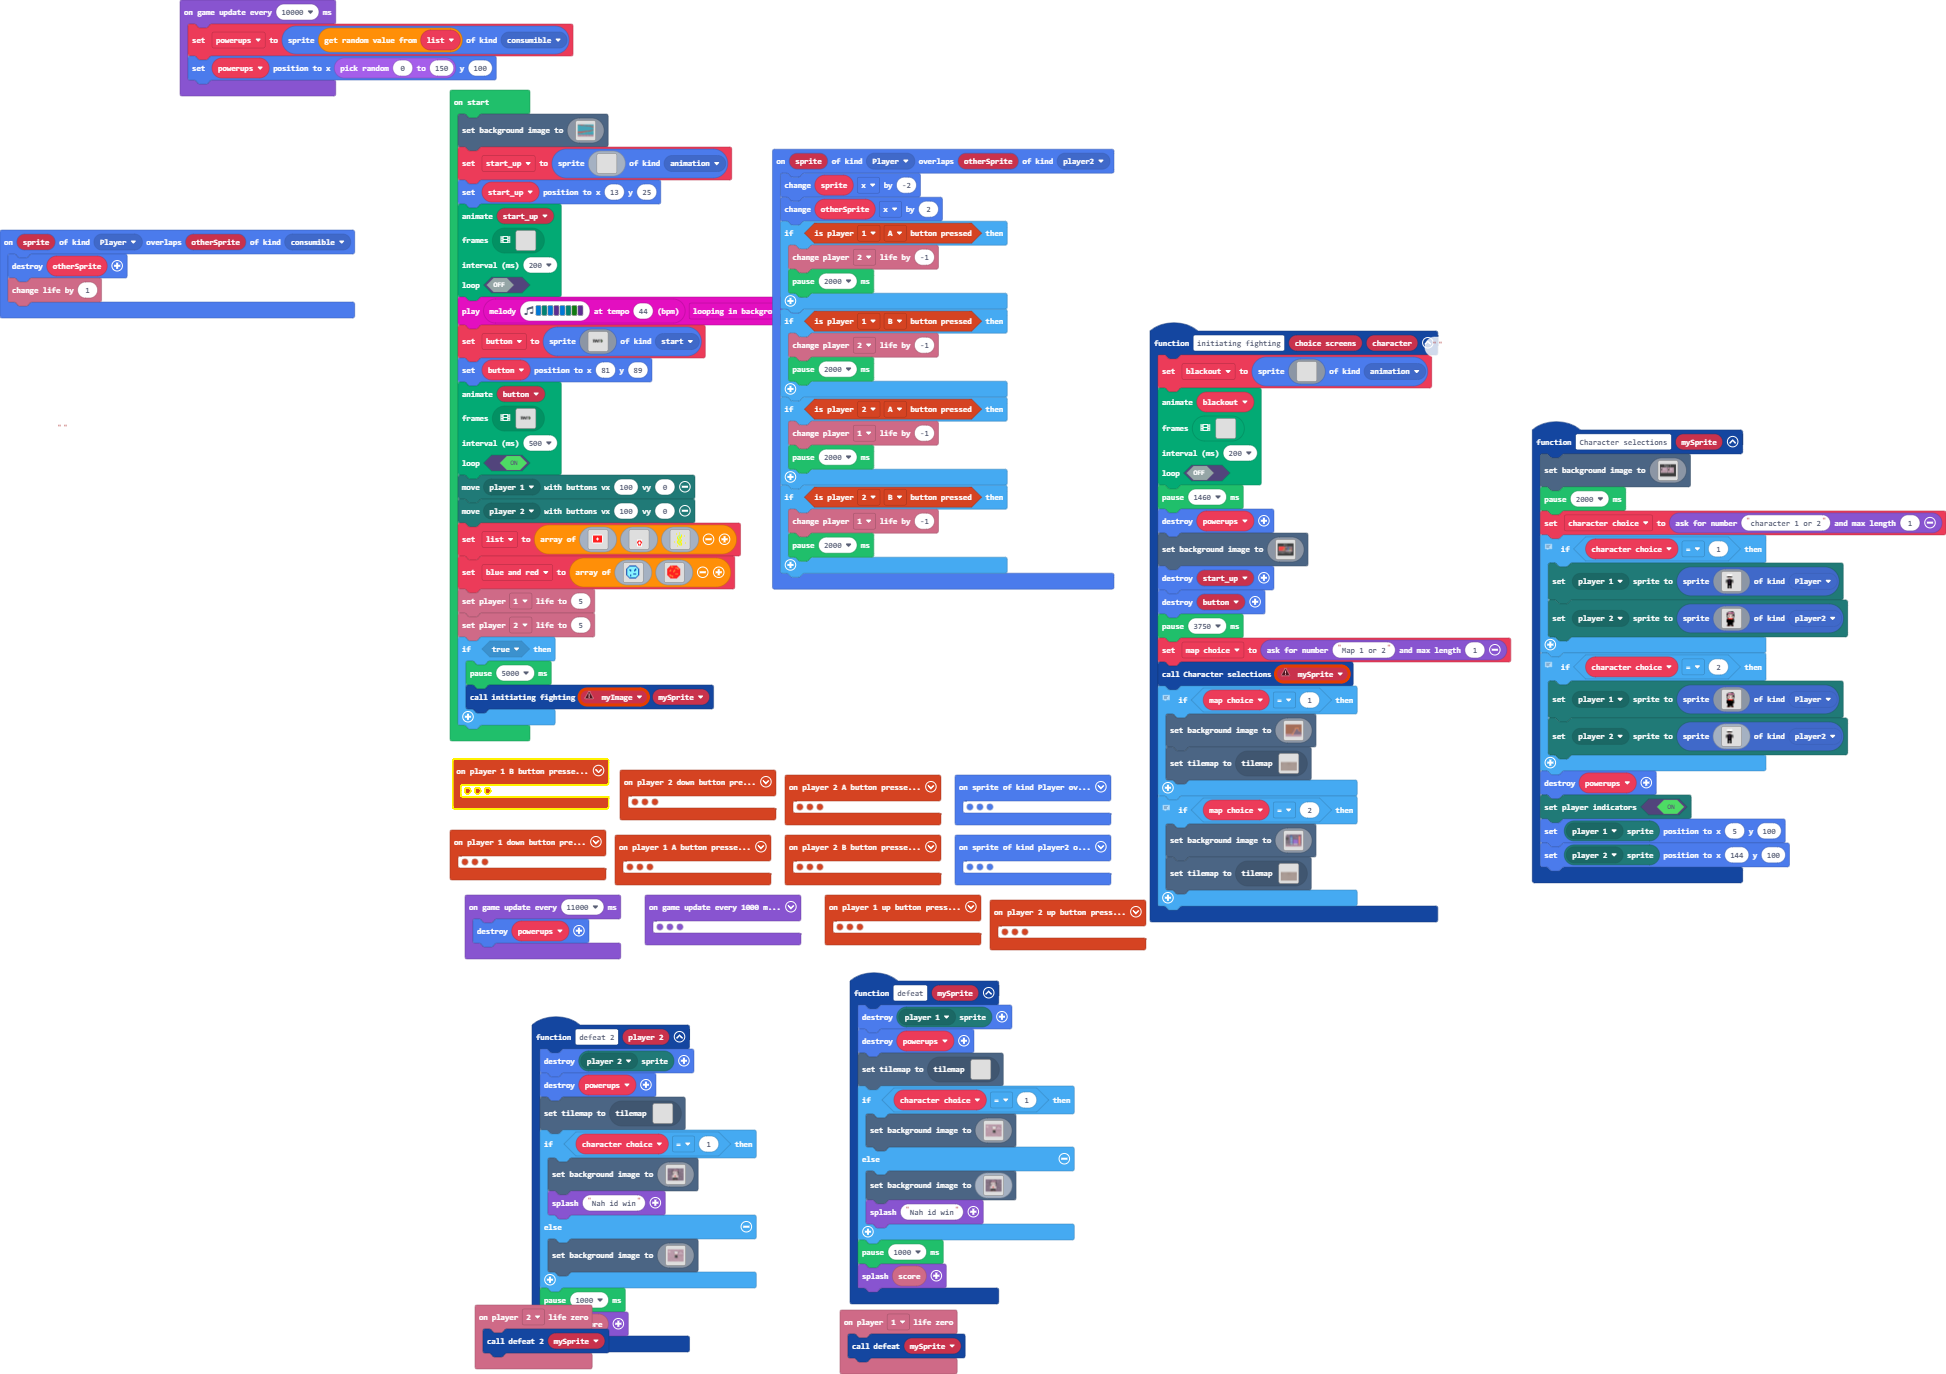 on game update every 10000 ms
set powerups to sprite get random value from list of kind consumible
set powerups position to x pick random 0 to 150 y 100
on start
set background image to
set start_up to sprite of kind animation
set start_up position to x 13 y 25
animate start_up
frames
interval (ms) 200
loop OFF
play melody at tempo 44 (bpm) looping in backgro
set button to sprite of kind start
set button position to x 81 y 89
animate button
frames
interval (ms) 500
loop ON
move player 1 with buttons vx 100 vy 0
move player 2 with buttons vx 100 vy 0
set list to array of
set blue and red to array of
set player 1 life to 5
set player 2 life to 5
if true then
pause 5000 ms
call initiating fighting myImage mySprite
on sprite of kind Player overlaps otherSprite of kind consumible
destroy otherSprite
change life by 1
on sprite of kind Player overlaps otherSprite of kind player2
change sprite x by -2
change otherSprite x by 2
if is player 1 A button pressed then
change player 2 life by -1
pause 2000 ms
if is player 1 B button pressed then
change player 2 life by -1
pause 2000 ms
if is player 2 A button pressed then
change player 1 life by -1
pause 2000 ms
if is player 2 B button pressed then
change player 1 life by -1
pause 2000 ms
function initiating fighting choice screens character
set blackout to sprite of kind animation
animate blackout
frames
interval (ms) 200
loop OFF
pause 1460 ms
destroy powerups
set background image to
destroy start_up
destroy button
pause 3750 ms
set map choice to ask for number "Map 1 or 2" and max length 1
call Character selections mySprite
if map choice = 1 then
set background image to
set tilemap to tilemap
if map choice = 2 then
set background image to
set tilemap to tilemap
function Character selections mySprite
set background image to
pause 2000 ms
set character choice to ask for number "character 1 or 2" and max length 1
if character choice = 1 then
set player 1 sprite to sprite of kind Player
set player 2 sprite to sprite of kind player2
if character choice = 2 then
set player 1 sprite to sprite of kind Player
set player 2 sprite to sprite of kind player2
destroy powerups
set player indicators ON
set player 1 sprite position to x 5 y 100
set player 2 sprite position to x 144 y 100
on player 1 B button presse...
on player 2 down button pre...
on player 2 A button presse...
on sprite of kind Player ov...
on player 1 down button pre...
on player 1 A button presse...
on player 2 B button presse...
on sprite of kind player2 o...
on game update every 11000 ms
destroy powerups
on game update every 1000 m...
on player 1 up button press...
on player 2 up button press...
function defeat 2 player 2
destroy player 2 sprite
destroy powerups
set tilemap to tilemap
if character choice = 1 then
set background image to
splash "Nah id win"
else
set background image to
pause 1000 ms
re
on player 2 life zero
call defeat 2 mySprite
function defeat mySprite
destroy player 1 sprite
destroy powerups
set tilemap to tilemap
if character choice = 1 then
set background image to
else
set background image to
splash "Nah id win"
pause 1000 ms
splash score
on player 1 life zero
call defeat mySprite